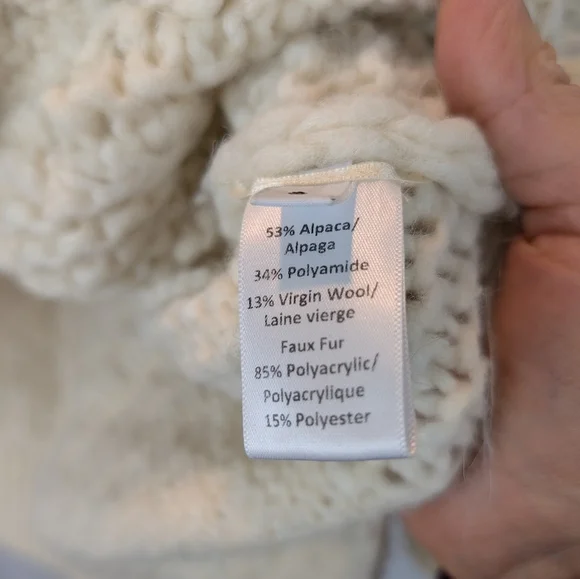 53% Alpaca/
Alpaga
34% Polyamide
13% Virgin Wool/
Laine vierge
Faux Fur
85% Polyacrylic/
Polyacrylique
15% Polyester